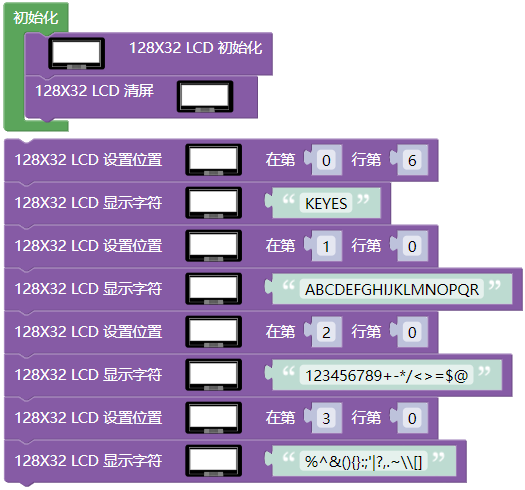 初始化
128X32 LCD 初始化
128X32 LCD 清屏
128X32 LCD 设置位置 在第 0 行第 6
128X32 LCD 显示字符 “ KEYES ”
128X32 LCD 设置位置 在第 1 行第 0
128X32 LCD 显示字符 “ ABCDEFGHIJKLMNOPQR ”
128X32 LCD 设置位置 在第 2 行第 0
128X32 LCD 显示字符 “ 123456789+-*/<>=$@ ”
128X32 LCD 设置位置 在第 3 行第 0
128X32 LCD 显示字符 “ %^&(){}:;'|?,.~\\[] ”